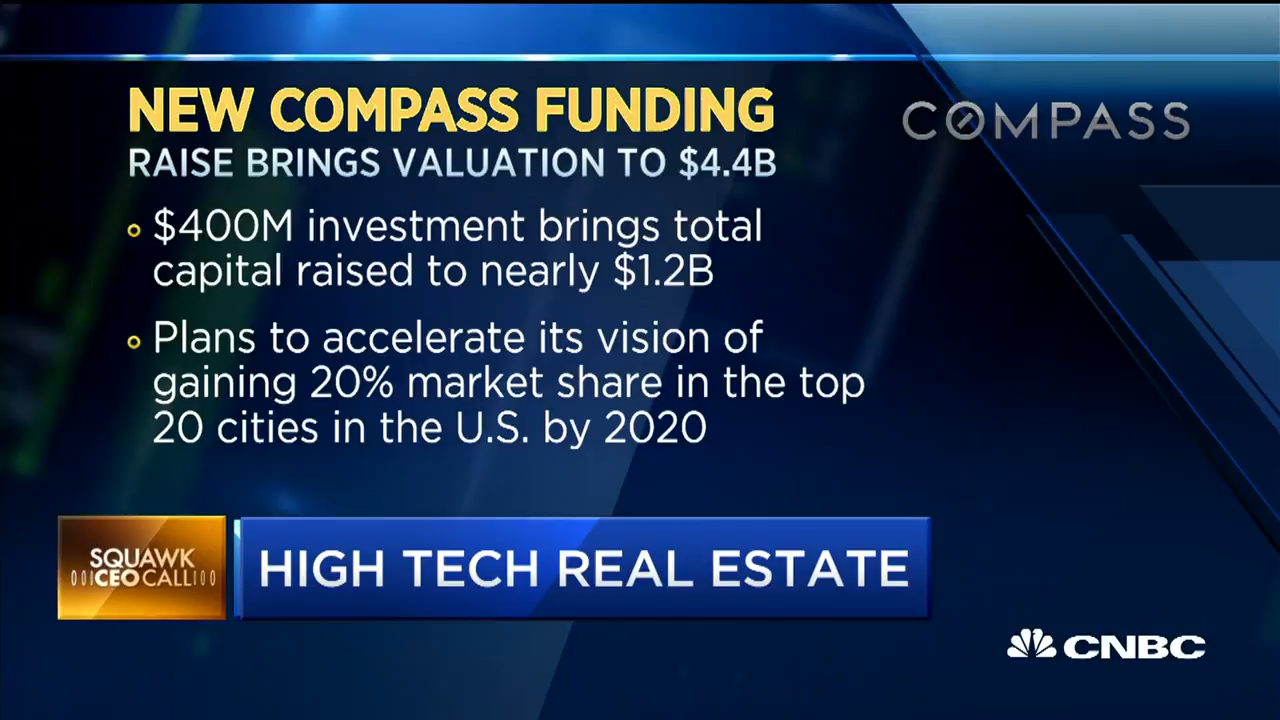 NEW COMPASS FUNDING
COMPASS
RAISE BRINGS VALUATION TO $4.4B
$400M investment brings total
capital raised to nearly $1.2B
Plans to accelerate its vision of
gaining 20% market share in the top
20 cities in the U.S. by 2020
SQUAWK
CEO CALL
HIGH TECH REAL ESTATE
CNBC